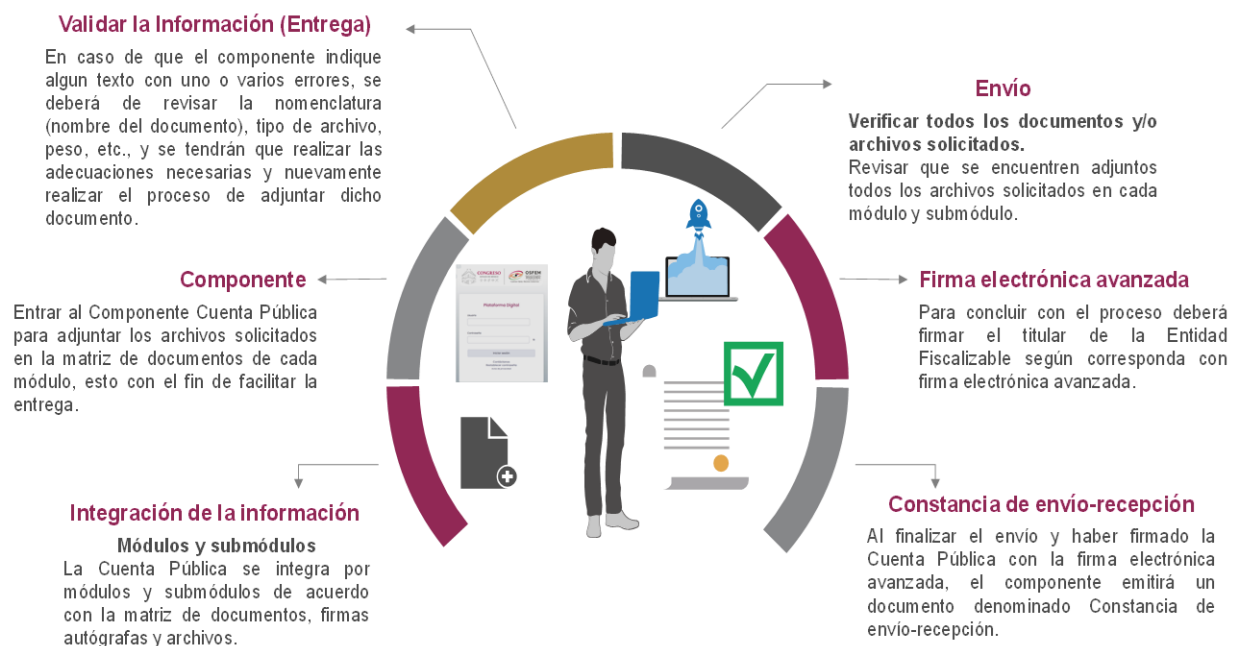 Validar la Información (Entrega)
En caso de que el componente indique
algun texto con uno o varios errores, se
deberá de revisar la nomenclatura
(nombre del documento), tipo de archivo,
peso, etc., y se tendrán que realizar las
adecuaciones necesarias y nuevamente
realizar el proceso de adjuntar dicho
documento.
Componente
Entrar al Componente Cuenta Pública
para adjuntar los archivos solicitados
en la matriz de documentos de cada
módulo, esto con el fin de facilitar la
entrega.
Integración de la información
Módulos y submódulos
La Cuenta Pública se integra por
módulos y submódulos de acuerdo
con la matriz de documentos, firmas
autógrafas y archivos.
CONGRESO
OSFEM
Plataforma Digital
Envío
Verificar todos los documentos y/o
archivos solicitados.
Revisar que se encuentren adjuntos
todos los archivos solicitados en cada
módulo y submódulo.
Firma electrónica avanzada
Para concluir con el proceso deberá
firmar el titular de la Entidad
Fiscalizable según corresponda con
firma electrónica avanzada.
Constancia de envío-recepción
Al finalizar el envío y haber firmado la
Cuenta Pública con la firma electrónica
avanzada, el componente emitirá un
documento denominado Constancia de
envío-recepción.